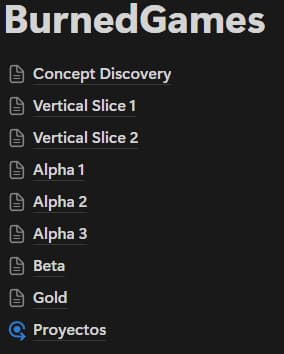 BurnedGames
Concept Discovery
Vertical Slice 1
Vertical Slice 2
Alpha 1
Alpha 2
Alpha 3
Beta
Gold
Proyectos